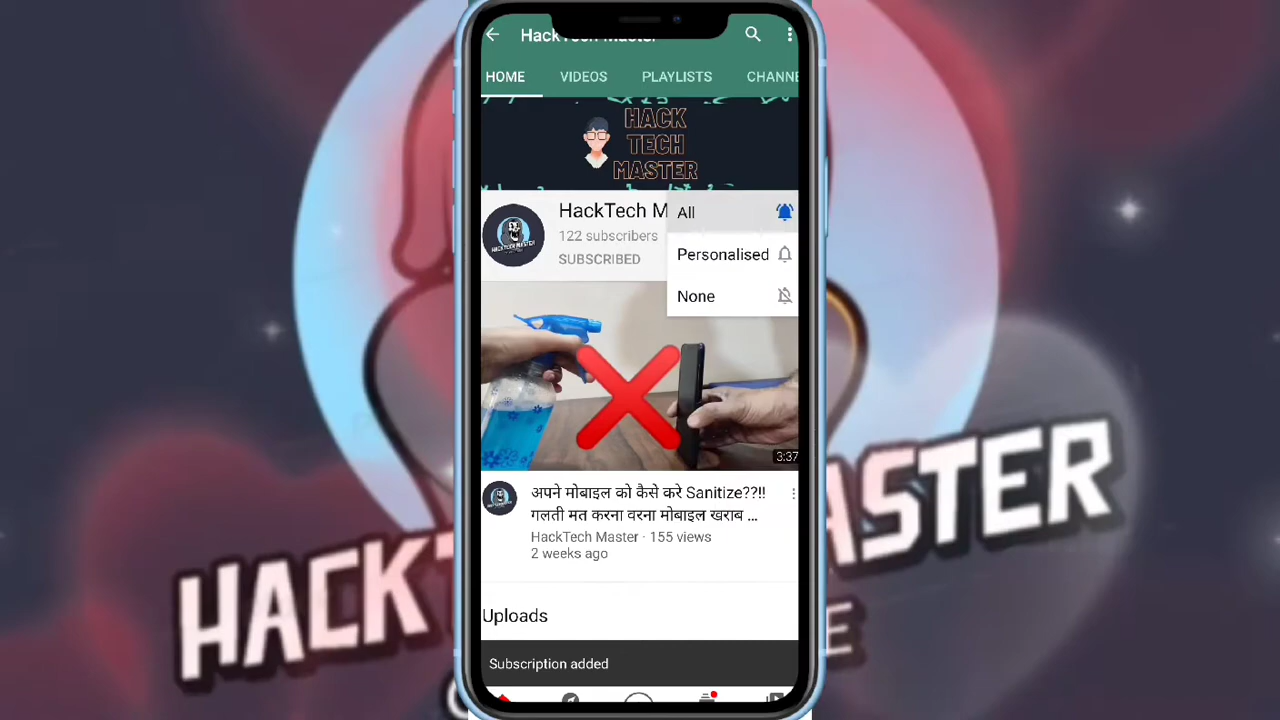 HackTech Master
HOME VIDEOS PLAYLISTS CHANNE
HACK
TECH
MASTER
HackTech M
122 subscribers
SUBSCRIBED
All
Personalised
None
3:37
अपने मोबाइल को कैसे करे Sanitize??!!
गलती मत करना वरना मोबाइल खराब ...
HackTech Master · 155 views
2 weeks ago
Uploads
Subscription added
HACKT
ASTER